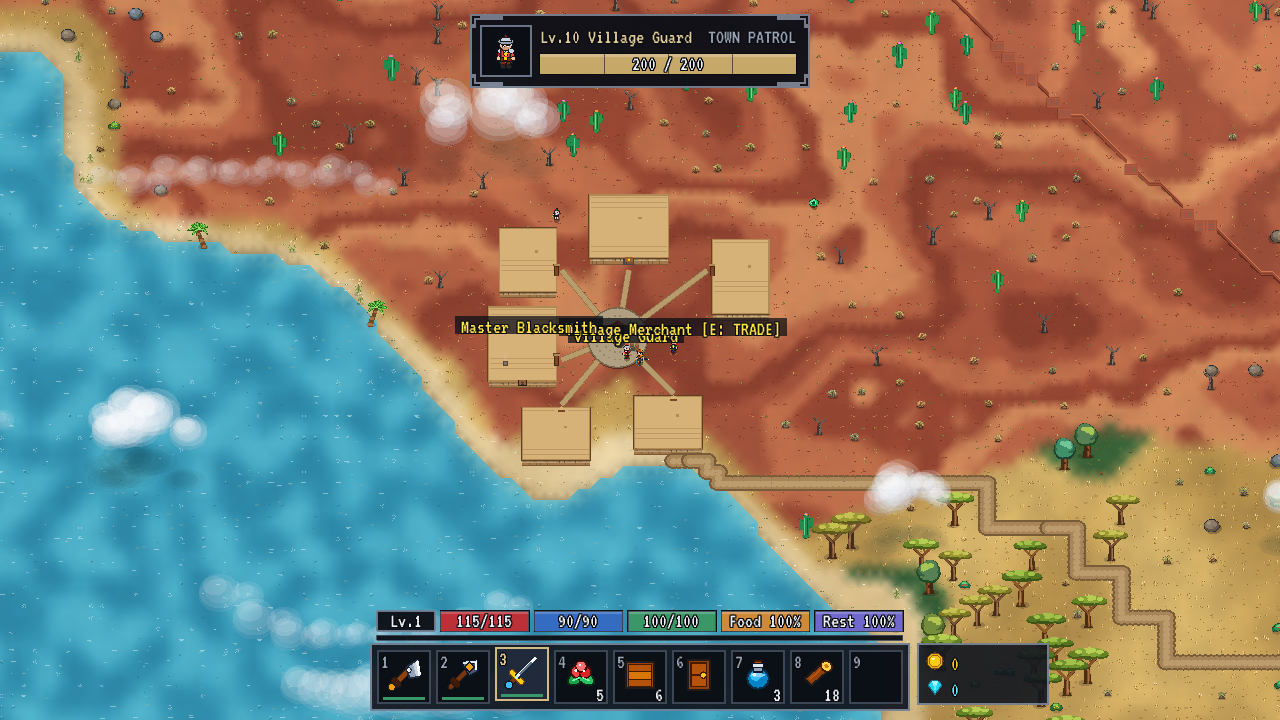 Lv.10 Village Guard TOWN PATROL
200 / 200
Master Blacksmith
age Merchant [E: TRADE]
Village Guard
Lv.1 115/115 90/90 100/100 Food 100% Rest 100%
1 2 3 4 5 6 7 8 9
5 6 3 18
0
0